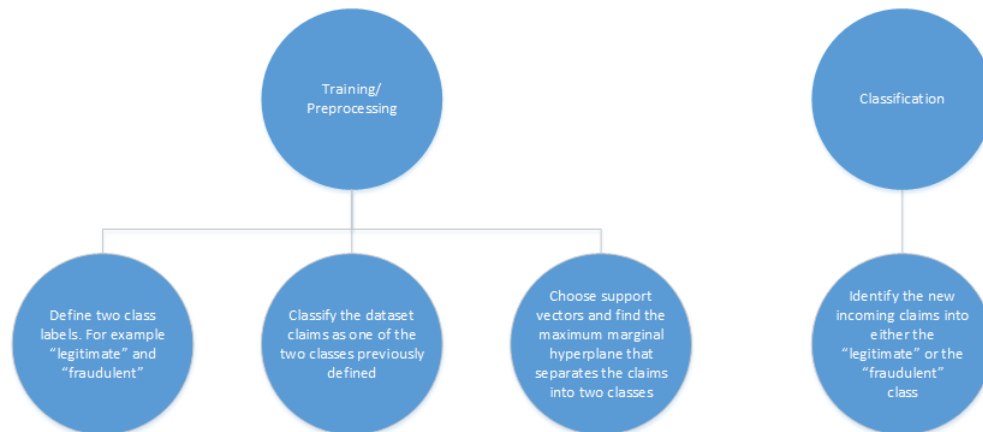 Training/
Preprocessing
Classification
Define two class
labels. For example
“legitimate” and
“fraudulent”
Classify the dataset
claims as one of the
two classes previously
defined
Choose support
vectors and find the
maximum marginal
hyperplane that
separates the claims
into two classes
Identify the new
incoming claims into
either the
“legitimate” or the
“fraudulent”
class